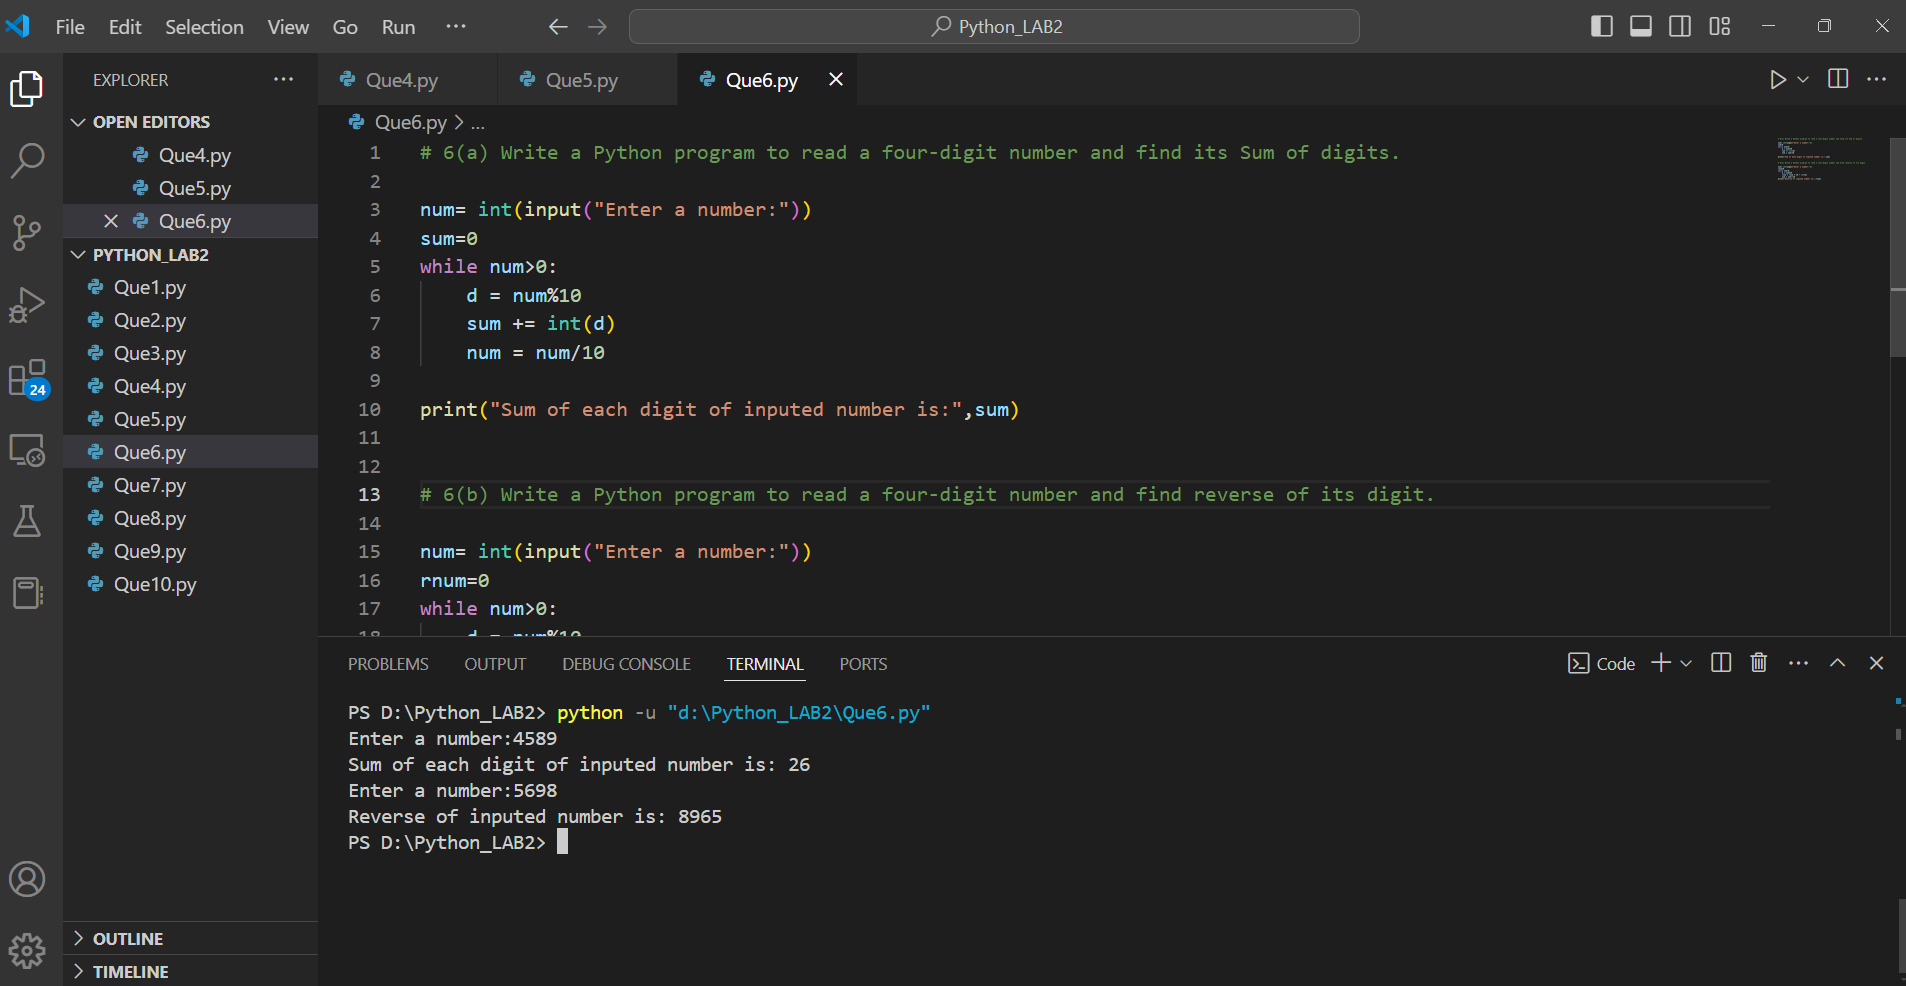 File Edit Selection View Go Run ··· Python_LAB2
EXPLORER ···
OPEN EDITORS
Que4.py
Que5.py
Que6.py
PYTHON_LAB2
Que1.py
Que2.py
Que3.py
Que4.py
Que5.py
Que6.py
Que7.py
Que8.py
Que9.py
Que10.py
OUTLINE
TIMELINE
24
Que4.py Que5.py Que6.py
Que6.py > ...
1 # 6(a) Write a Python program to read a four-digit number and find its Sum of digits.
2
3 num= int(input("Enter a number:"))
4 sum=0
5 while num>0:
6 d = num%10
7 sum += int(d)
8 num = num/10
9
10 print("Sum of each digit of inputed number is:",sum)
11
12
13 # 6(b) Write a Python program to read a four-digit number and find reverse of its digit.
14
15 num= int(input("Enter a number:"))
16 rnum=0
17 while num>0:
18 d = num%10
PROBLEMS OUTPUT DEBUG CONSOLE TERMINAL PORTS Code
PS D:\Python_LAB2> python -u "d:\Python_LAB2\Que6.py"
Enter a number:4589
Sum of each digit of inputed number is: 26
Enter a number:5698
Reverse of inputed number is: 8965
PS D:\Python_LAB2>